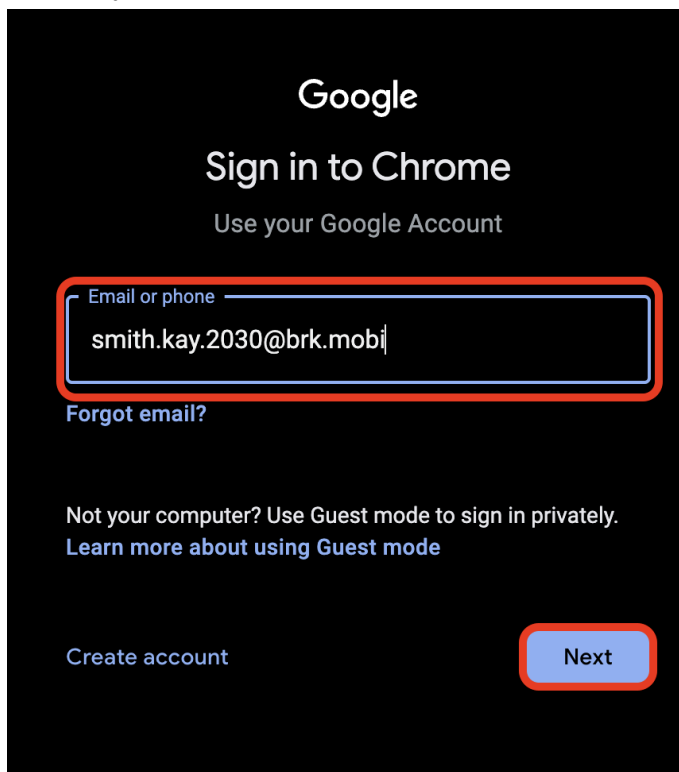 Google
Sign in to Chrome
Use your Google Account
Email or phone
smith.kay.2030@brk.mobi
Forgot email?
Not your computer? Use Guest mode to sign in privately.
Learn more about using Guest mode
Create account
Next